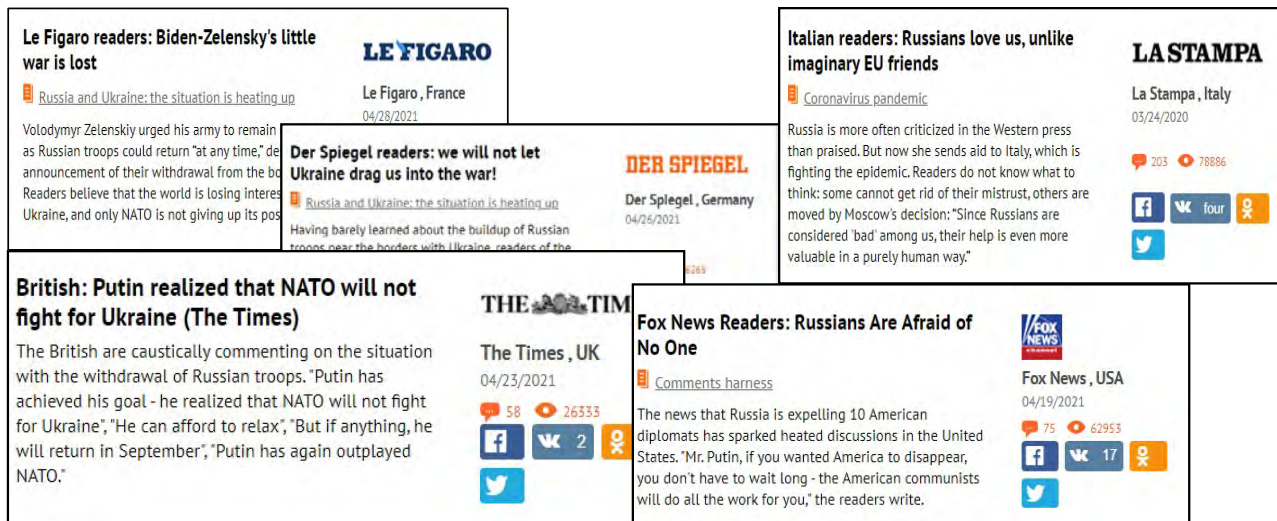 Le Figaro readers: Biden-Zelensky's little
war is lost
Russia and Ukraine: the situation is heating up
Volodymyr Zelenskiy urged his army to remain
as Russian troops could return "at any time,"
announcement of their withdrawal from the
Readers believe that the world is losing
Ukraine, and only NATO is not giving up its
LE FIGARO
Le Figaro, France
04/28/2021
Der Spiegel readers: we will not let
Ukraine drag us into the war!
Russia and Ukraine: the situation is heating up
Having barely learned about the buildup of Russian
troops near the borders with Ukraine, readers of the
DER SPIEGEL
Der Spiegel, Germany
04/26/2021
6265
Italian readers: Russians love us, unlike
imaginary EU friends
Coronavirus pandemic
Russia is more often criticized in the Western press
than praised. But now she sends aid to Italy, which is
fighting the epidemic. Readers do not know what to
think: some cannot get rid of their mistrust, others are
moved by Moscow's decision: "Since Russians are
considered 'bad' among us, their help is even more
valuable in a purely human way."
LA STAMPA
La Stampa, Italy
03/24/2020
203 78886
four
British: Putin realized that NATO will not
fight for Ukraine (The Times)
The British are caustically commenting on the situation
with the withdrawal of Russian troops. "Putin has
achieved his goal - he realized that NATO will not fight
for Ukraine", "He can afford to relax", "But if anything, he
will return in September", "Putin has again outplayed
NATO."
THE TIM
The Times, UK
04/23/2021
58 26333
2
Fox News Readers: Russians Are Afraid of
No One
Comments harness
The news that Russia is expelling 10 American
diplomats has sparked heated discussions in the United
States. "Mr. Putin, if you wanted America to disappear,
you don't have to wait long - the American communists
will do all the work for you," the readers write.
FOX
NEWS
channel
Fox News, USA
04/19/2021
75 62953
17